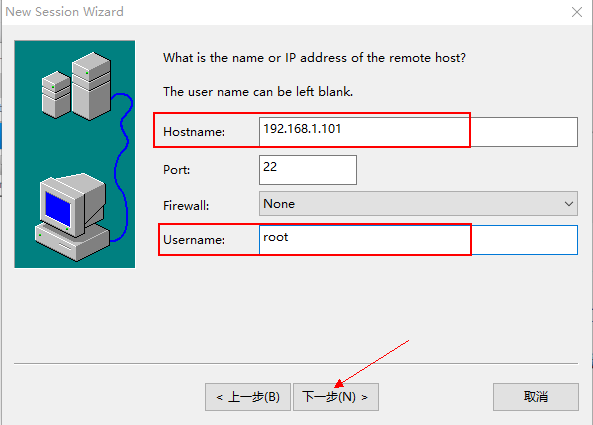 New Session Wizard
What is the name or IP address of the remote host?
The user name can be left blank.
Hostname: 192.168.1.101
Port: 22
Firewall: None
Username: root
< 上一步(B) 下一步(N) > 取消